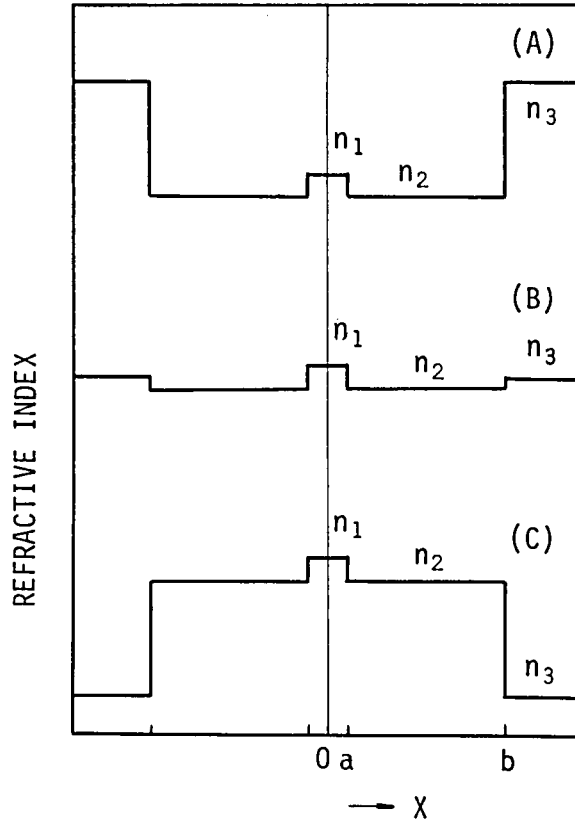 (A)
n3
n1
n2
(B)
n1
n3
n2
REFRACTIVE INDEX
n1
(C)
n2
n3
0 a b
→ X